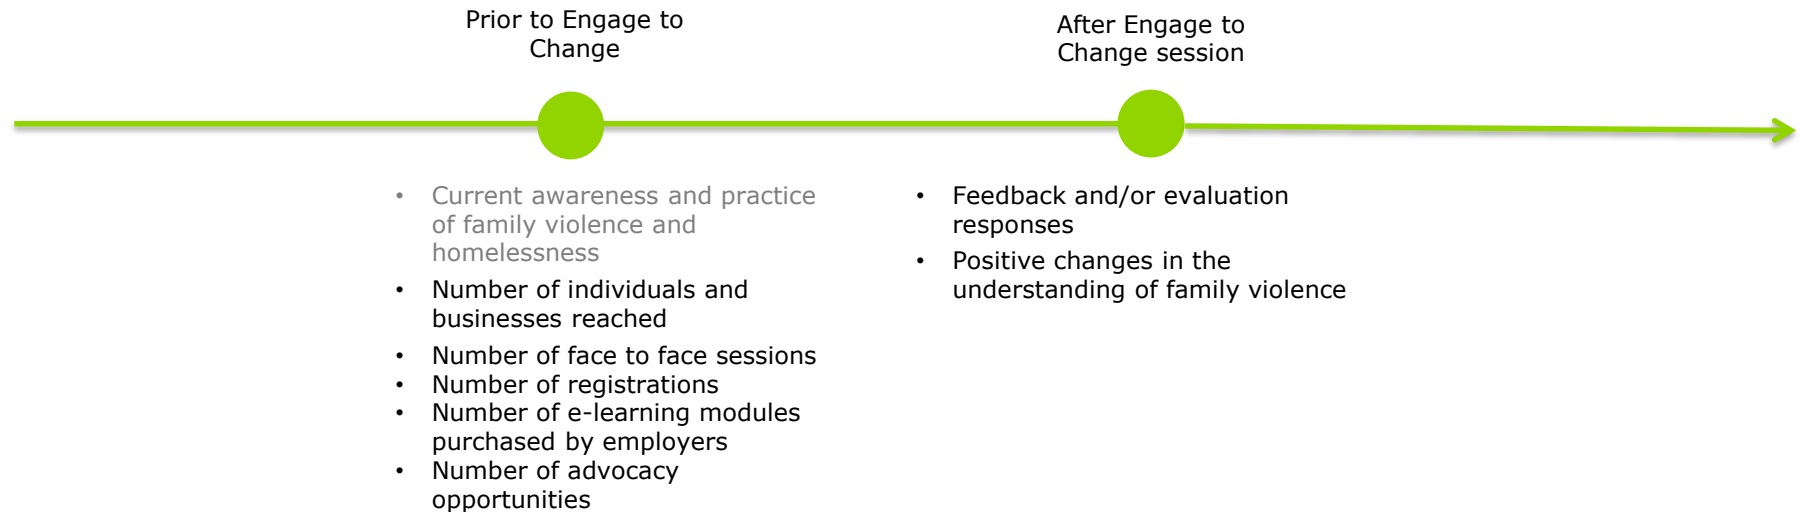 Prior to Engage to
Change
After Engage to
Change session
• Current awareness and practice
of family violence and
homelessness
• Number of individuals and
businesses reached
• Number of face to face sessions
• Number of registrations
• Number of e-learning modules
purchased by employers
• Number of advocacy
opportunities
• Feedback and/or evaluation
responses
• Positive changes in the
understanding of family violence